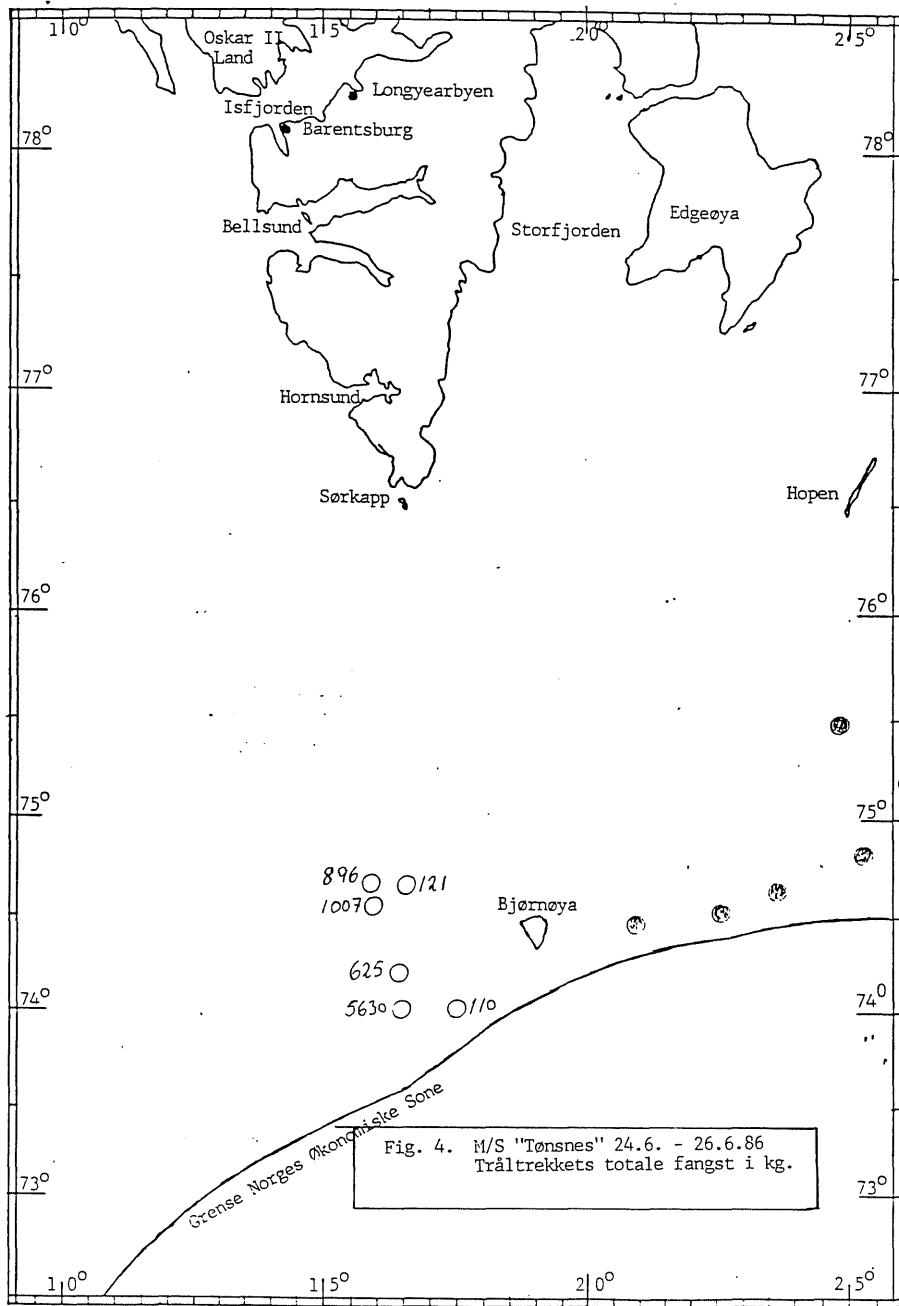 10° 15° 20° 25°
Oskar II
Land
Longyearbyen
Isfjorden
Barentsburg
78° 78°
Bellsund
Storfjorden
Edgeøya
77° 77°
Hornsund
Sørkapp
Hopen
76° 76°
75° 75°
896 121
1007
Bjørnøya
625
74° 74°
5630 110
Grense Norges Økonomiske Sone
Fig. 4. M/S "Tønsnes" 24.6. - 26.6.86
Tråltrekkets totale fangst i kg.
73° 73°
10° 15° 20° 25°